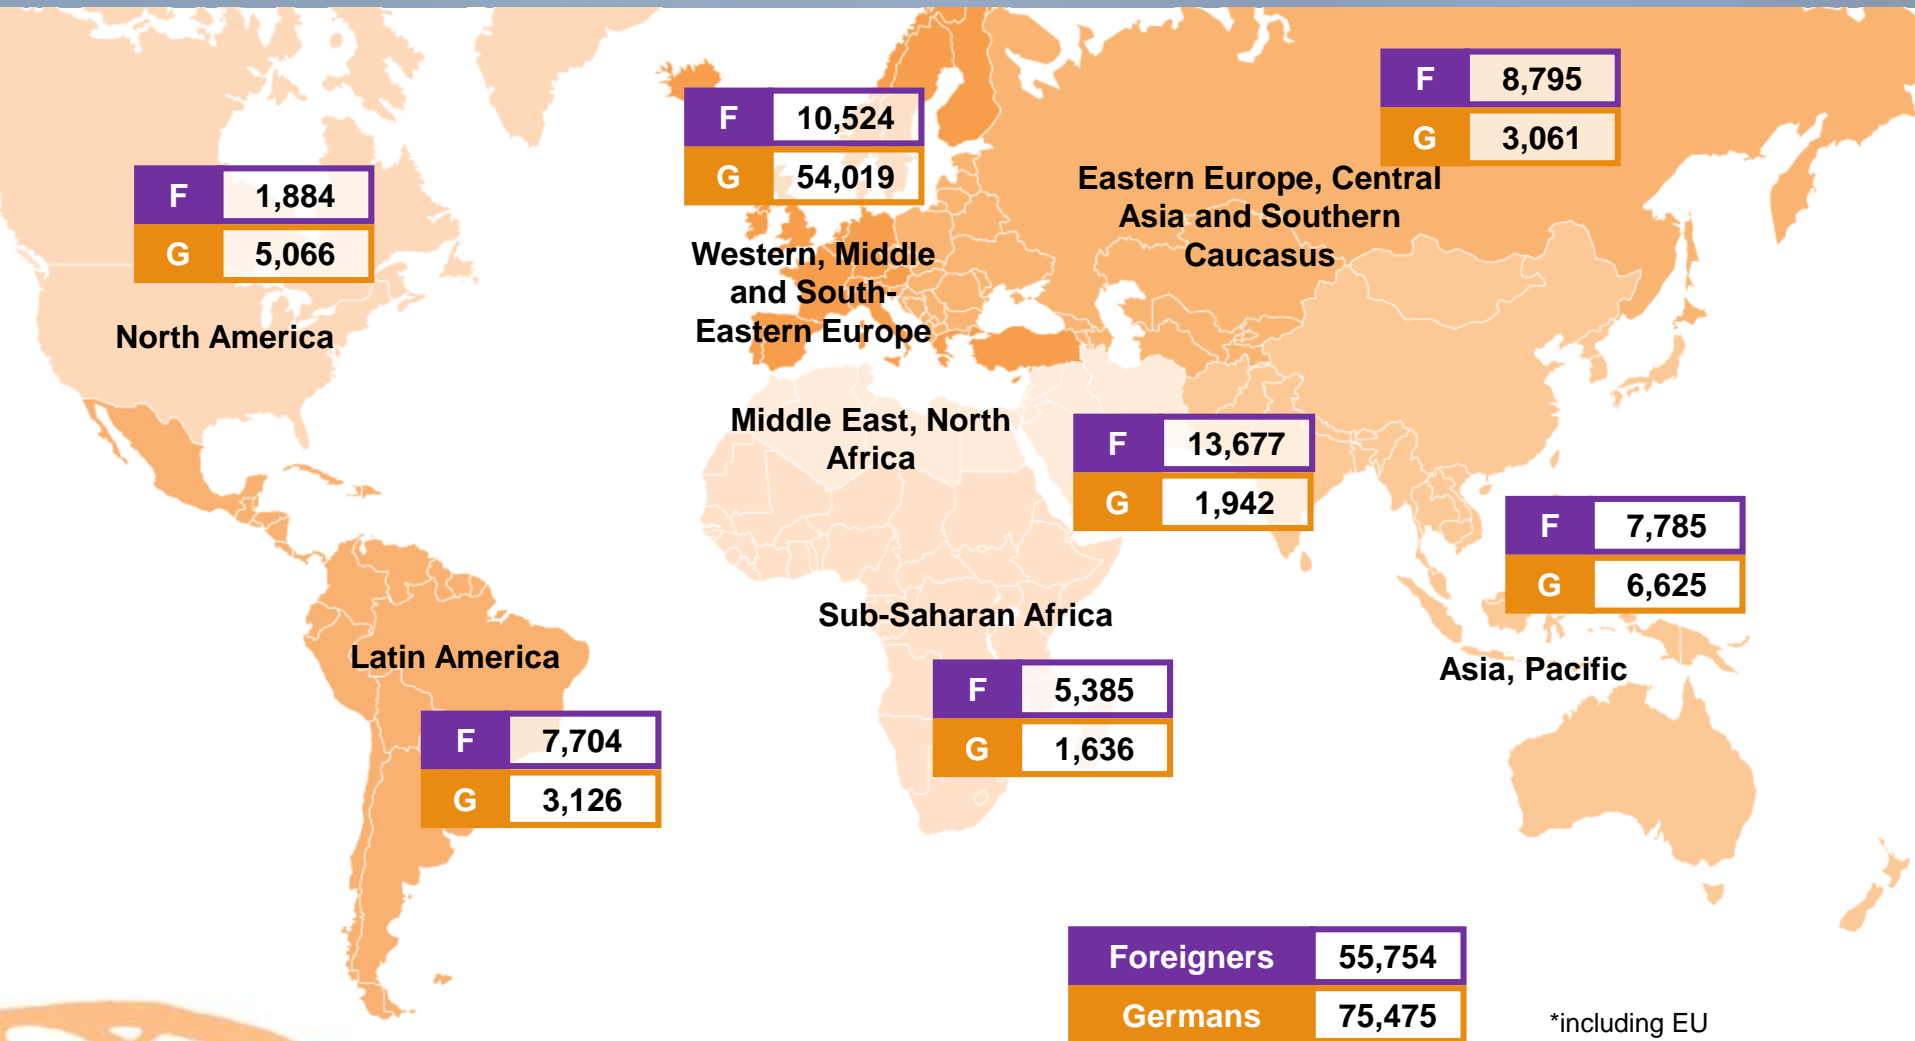 F 8,795
G 3,061
Eastern Europe, Central
Asia and Southern
Caucasus
F 10,524
G 54,019
Western, Middle
and South-
Eastern Europe
F 1,884
G 5,066
North America
Middle East, North
Africa
F 13,677
G 1,942
F 7,785
G 6,625
Asia, Pacific
Sub-Saharan Africa
F 5,385
G 1,636
Latin America
F 7,704
G 3,126
Foreigners 55,754
Germans 75,475
*including EU